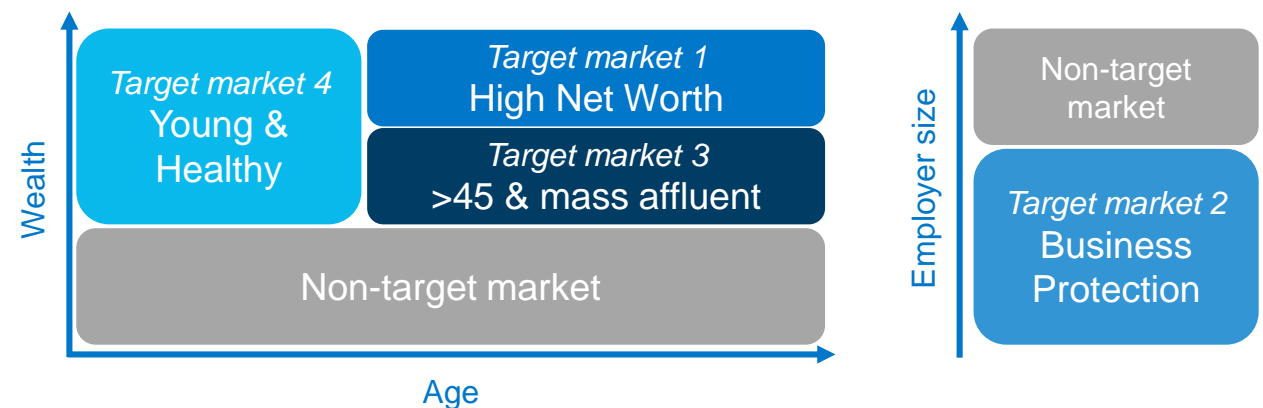 Wealth
Target market 4
Young &
Healthy
Target market 1
High Net Worth
Target market 3
>45 & mass affluent
Non-target market
Age
Employer size
Non-target
market
Target market 2
Business
Protection